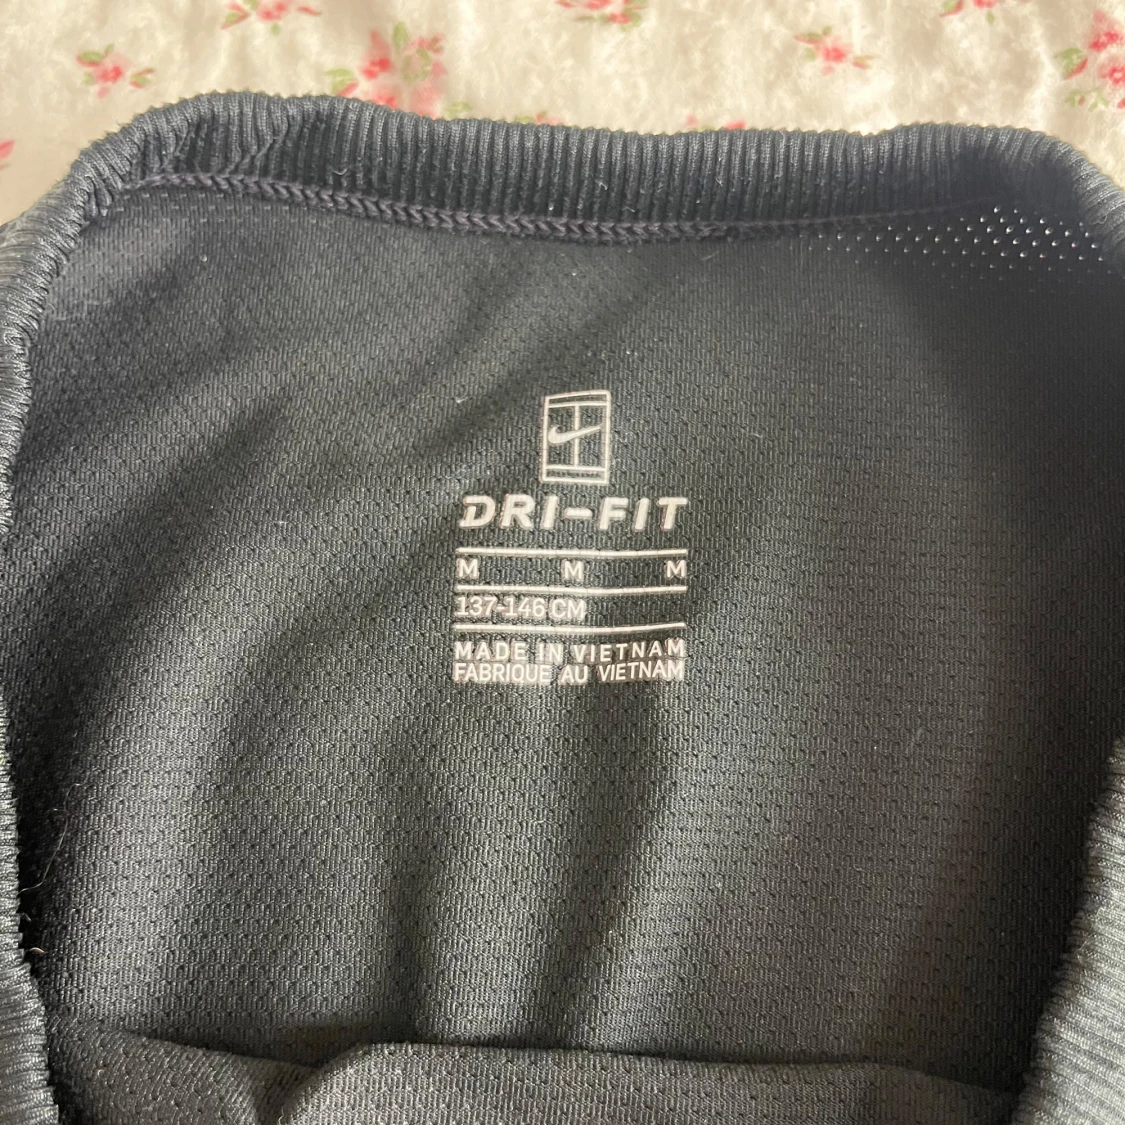 DRI-FIT
M M M
137-146 CM
MADE IN VIETNAM
FABRIQUE AU VIETNAM